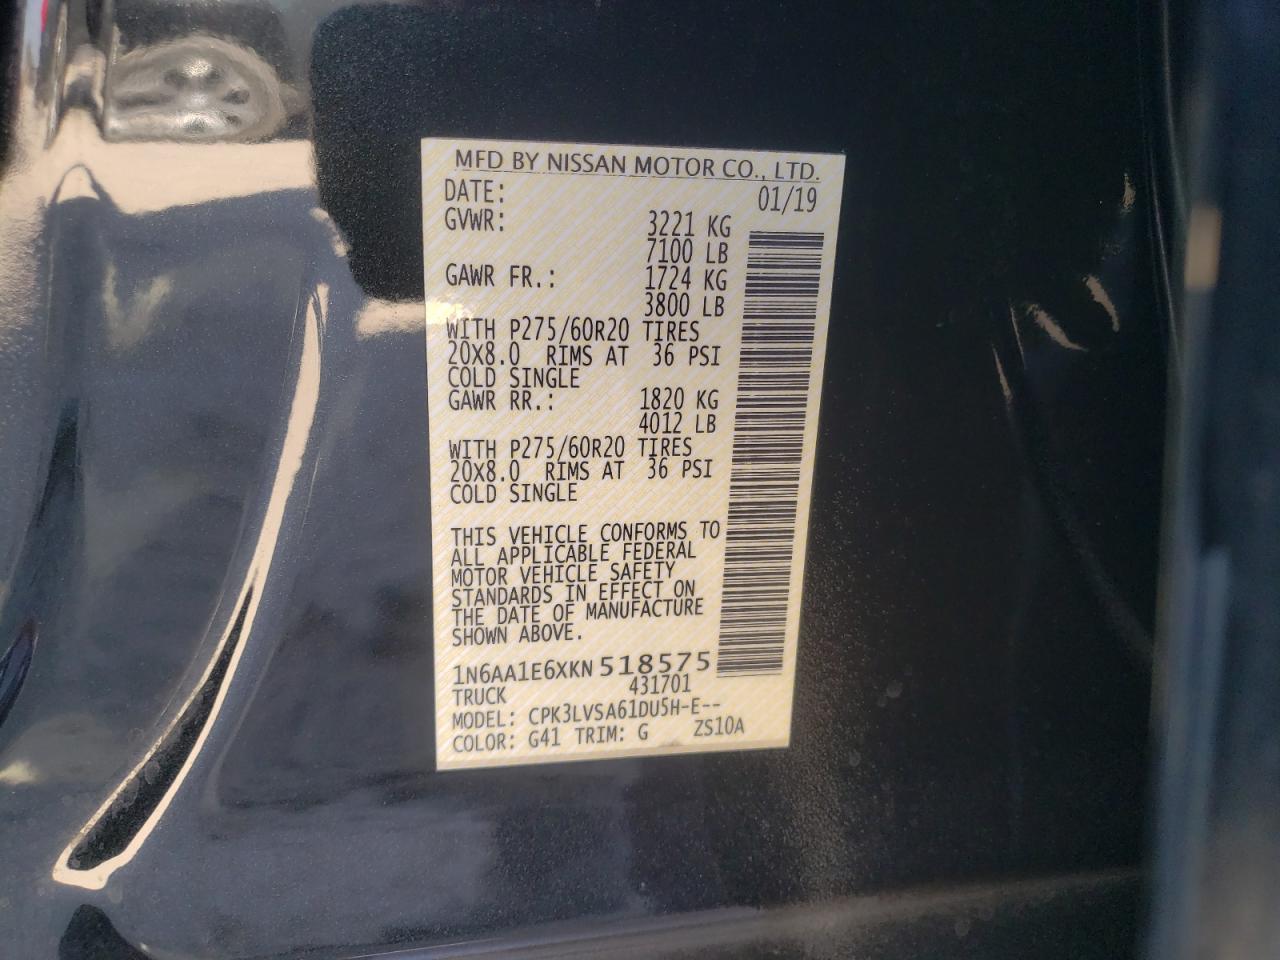 MFD BY NISSAN MOTOR CO., LTD.
DATE: 01/19
GVWR: 3221 KG
7100 LB
GAWR FR.: 1724 KG
3800 LB
WITH P275/60R20 TIRES
20X8.0 RIMS AT 36 PSI
COLD SINGLE
GAWR RR.: 1820 KG
4012 LB
WITH P275/60R20 TIRES
20X8.0 RIMS AT 36 PSI
COLD SINGLE
THIS VEHICLE CONFORMS TO
ALL APPLICABLE FEDERAL
MOTOR VEHICLE SAFETY
STANDARDS IN EFFECT ON
THE DATE OF MANUFACTURE
SHOWN ABOVE.
1N6AA1E6XKN518575
TRUCK 431701
MODEL: CPK3LVSA61DU5H-E--
COLOR: G41 TRIM: G ZS10A